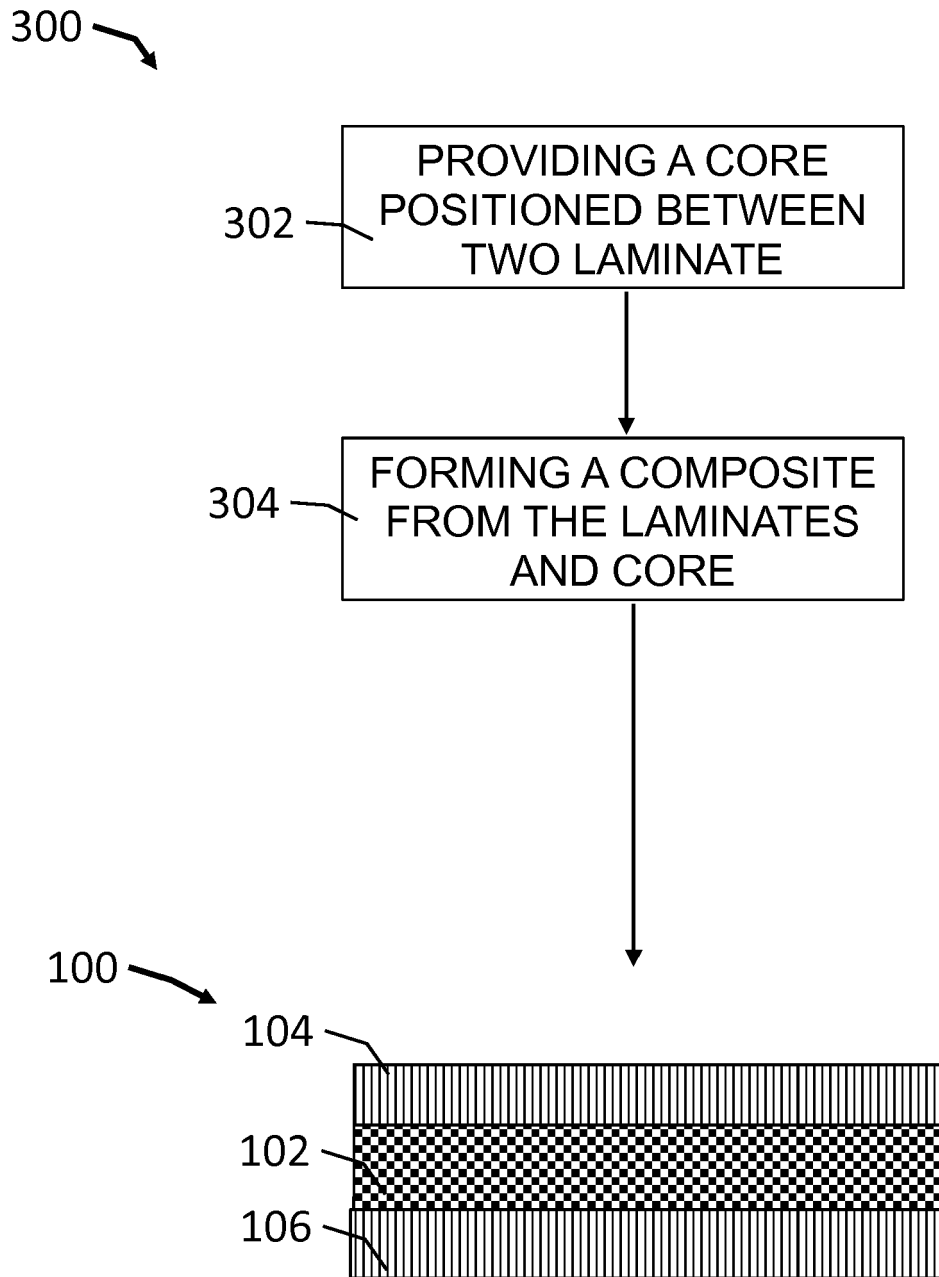 300
PROVIDING A CORE
302
POSITIONED BETWEEN
TWO LAMINATE
FORMING A COMPOSITE
304
FROM THE LAMINATES
AND CORE
100
104
102
106